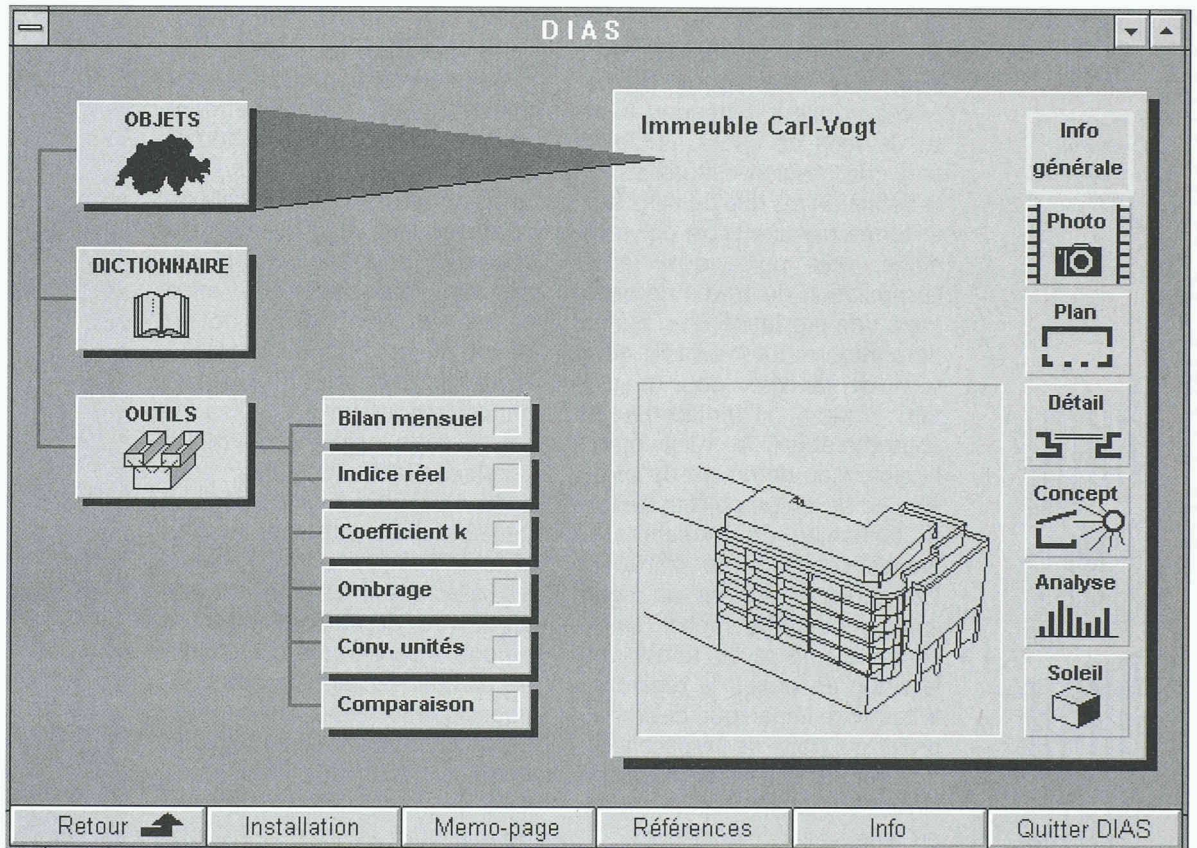 DIAS
OBJETS
DICTIONNAIRE
OUTILS
Bilan mensuel
Indice réel
Coefficient k
Ombrage
Conv. unités
Comparaison
Immeuble Carl-Vogt
Info
générale
Photo
Plan
Détail
Concept
Analyse
Soleil
Retour
Installation
Memo-page
Références
Info
Quitter DIAS